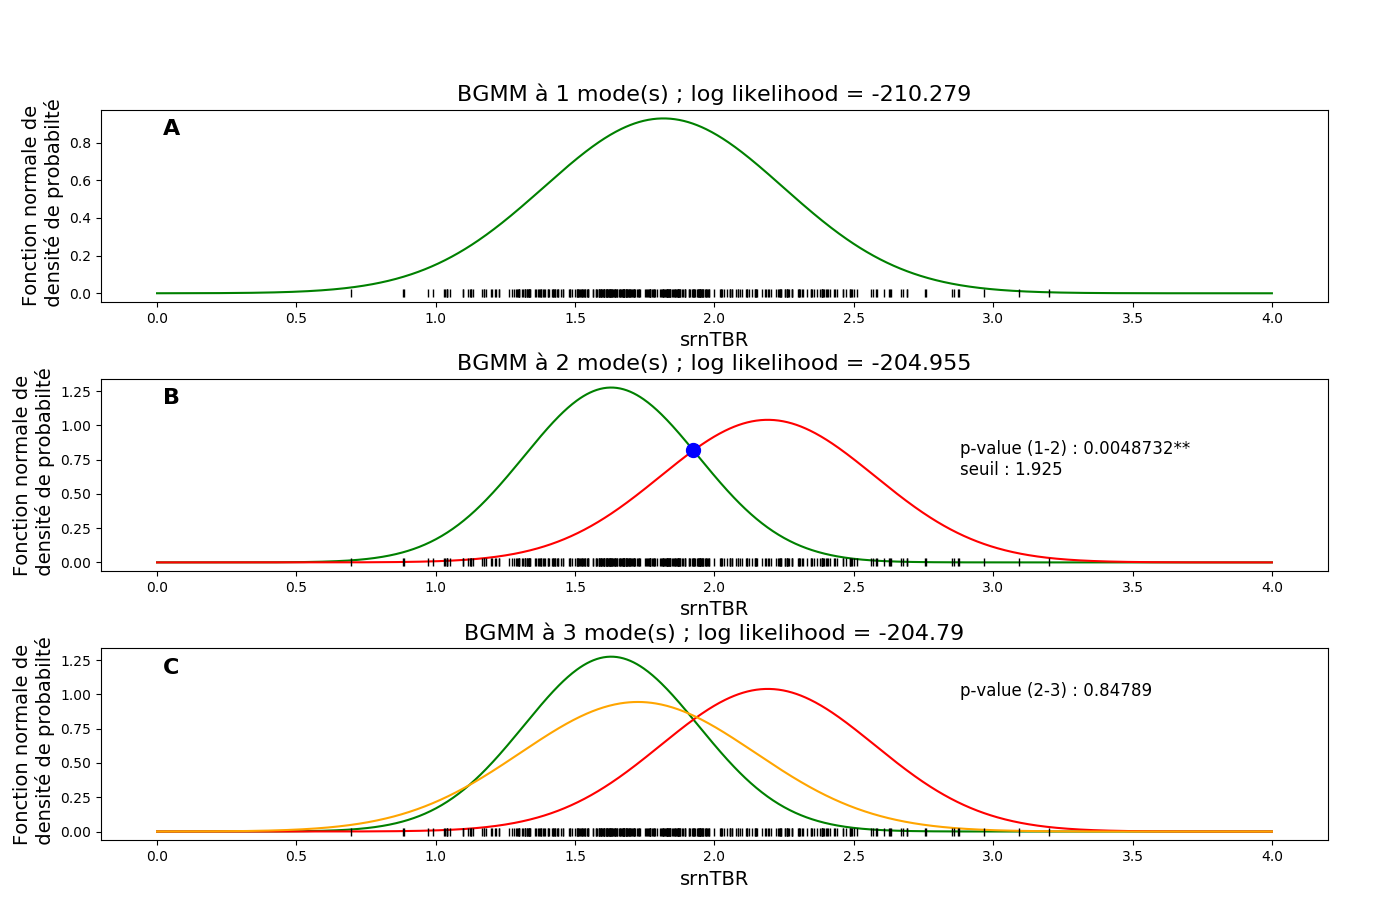 BGMM à 1 mode(s) ; log likelihood = -210.279
A
Fonction normale de
densité de probabilté
0.8
0.6
0.4
0.2
0.0
0.0 0.5 1.0 1.5 2.0 2.5 3.0 3.5 4.0
srnTBR
BGMM à 2 mode(s) ; log likelihood = -204.955
B
Fonction normale de
densité de probabilté
1.25
1.00
0.75
0.50
0.25
0.00
p-value (1-2) : 0.0048732**
seuil : 1.925
0.0 0.5 1.0 1.5 2.0 2.5 3.0 3.5 4.0
srnTBR
BGMM à 3 mode(s) ; log likelihood = -204.79
C
Fonction normale de
densité de probabilté
1.25
1.00
0.75
0.50
0.25
0.00
p-value (2-3) : 0.84789
0.0 0.5 1.0 1.5 2.0 2.5 3.0 3.5 4.0
srnTBR